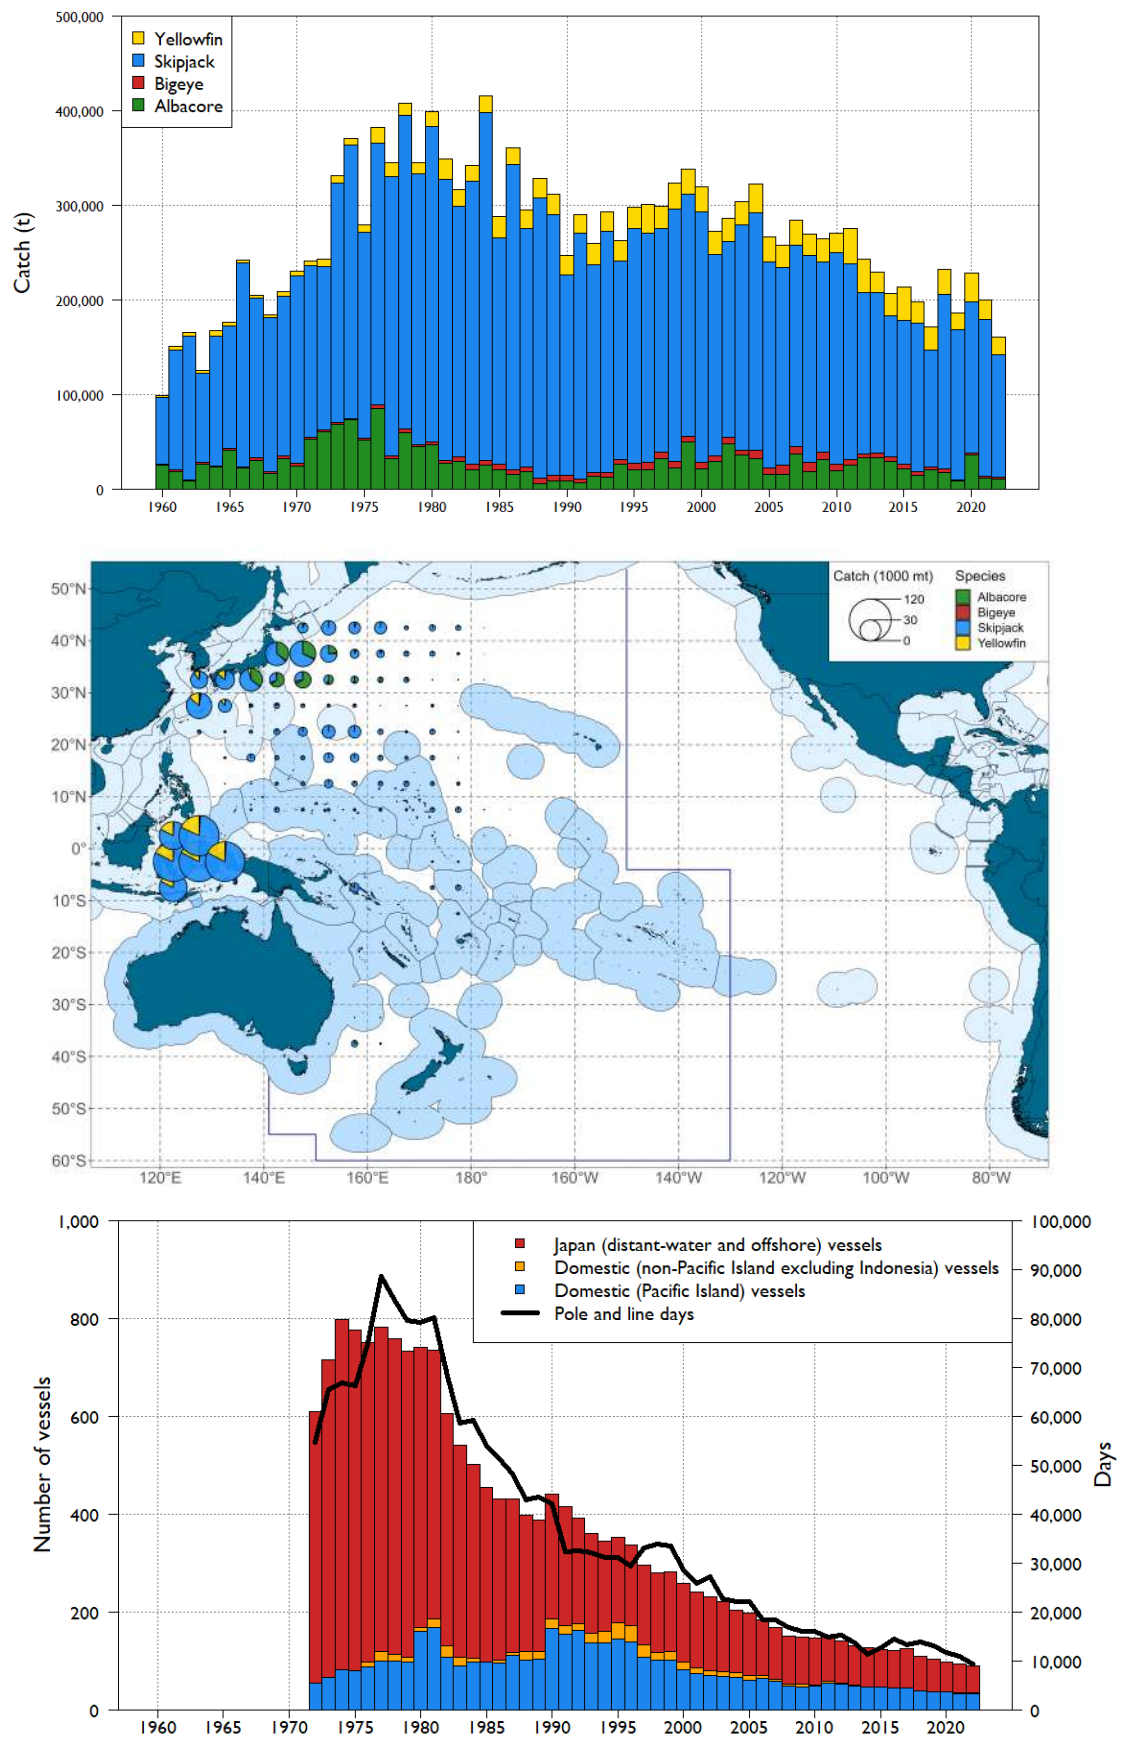 500,000
400,000
300,000
200,000
100,000
0
Catch (t)
Yellowfin
Skipjack
Bigeye
Albacore
1960 1965 1970 1975 1980 1985 1990 1995 2000 2005 2010 2015 2020
Catch (1000 mt)
120
30
0
Species
Albacore
Bigeye
Skipjack
Yellowfin
50°N
40°N
30°N
20°N
10°N
0°
10°S
20°S
30°S
40°S
50°S
60°S
120°E 140°E 160°E 180° 160°W 140°W 120°W 100°W 80°W
1,000
800
600
400
200
0
Number of vessels
Japan (distant-water and offshore) vessels
Domestic (non-Pacific Island excluding Indonesia) vessels
Domestic (Pacific Island) vessels
Pole and line days
100,000
90,000
80,000
70,000
60,000
50,000
40,000
30,000
20,000
10,000
0
Days
1960 1965 1970 1975 1980 1985 1990 1995 2000 2005 2010 2015 2020